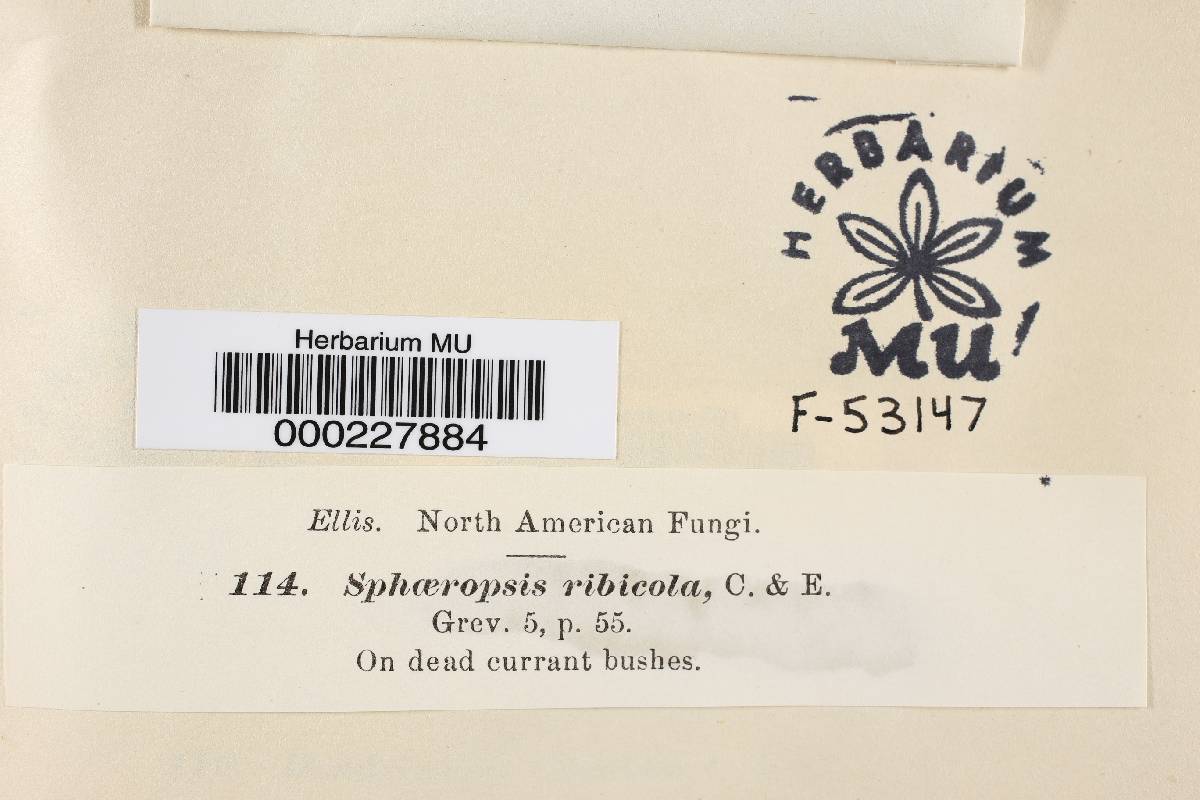 HERBARIUM
MU
F-53147
Herbarium MU
000227884
Ellis. North American Fungi.
114. Sphæropsis ribicola, C. & E.
Grev. 5, p. 55.
On dead currant bushes.